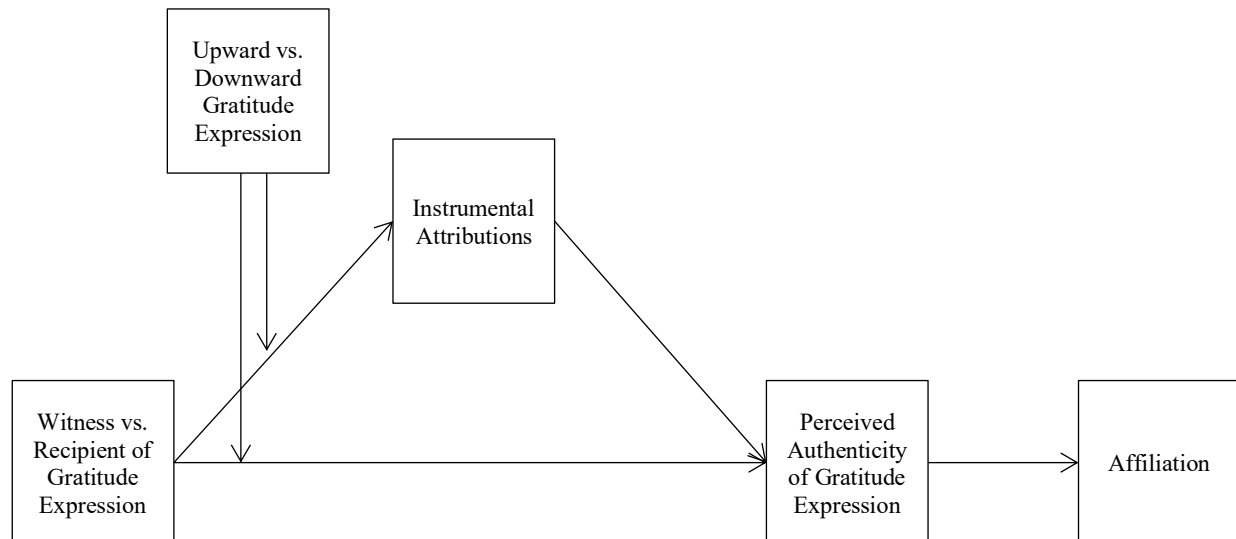 Upward vs.
Downward
Gratitude
Expression
Instrumental
Attributions
Witness vs.
Recipient of
Gratitude
Expression
Perceived
Authenticity
of Gratitude
Expression
Affiliation